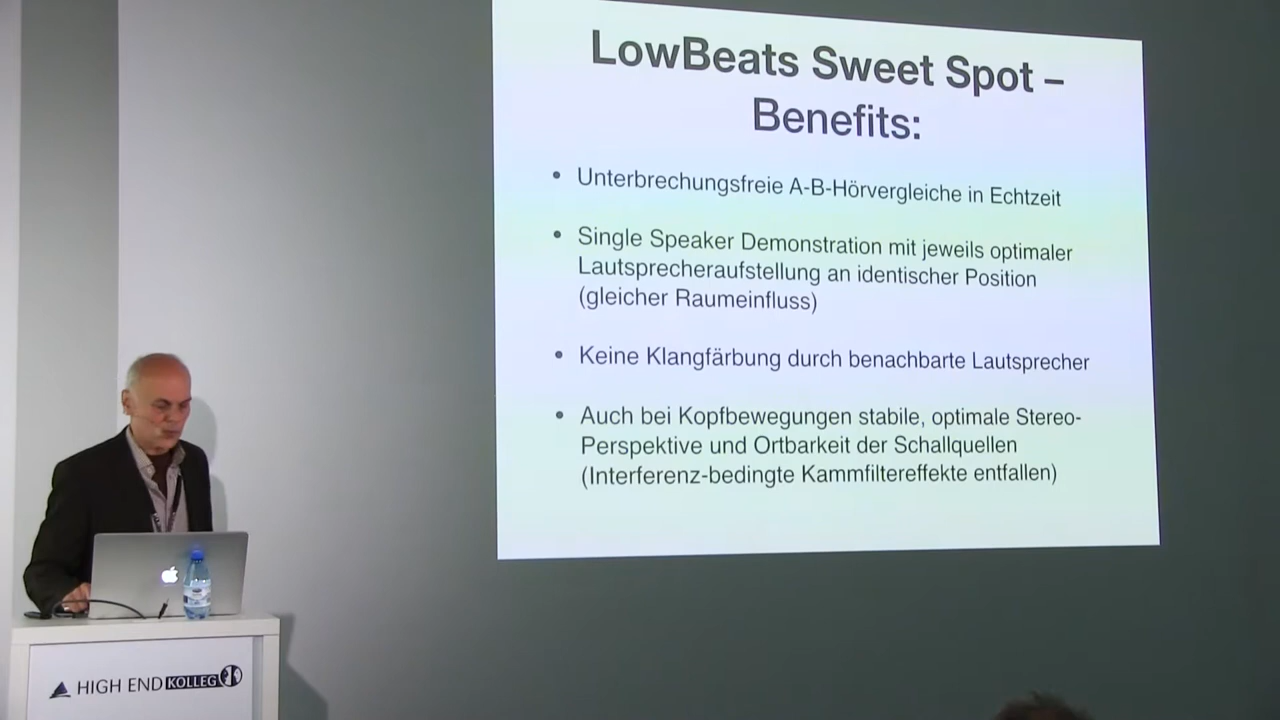 LowBeats Sweet Spot –
Benefits:
• Unterbrechungsfreie A-B-Hörvergleiche in Echtzeit
• Single Speaker Demonstration mit jeweils optimaler
Lautsprecheraufstellung an identischer Position
(gleicher Raumeinfluss)
• Keine Klangfärbung durch benachbarte Lautsprecher
• Auch bei Kopfbewegungen stabile, optimale Stereo-
Perspektive und Ortbarkeit der Schallquellen
(Interferenz-bedingte Kammfiltereffekte entfallen)
HIGH END KOLLEG